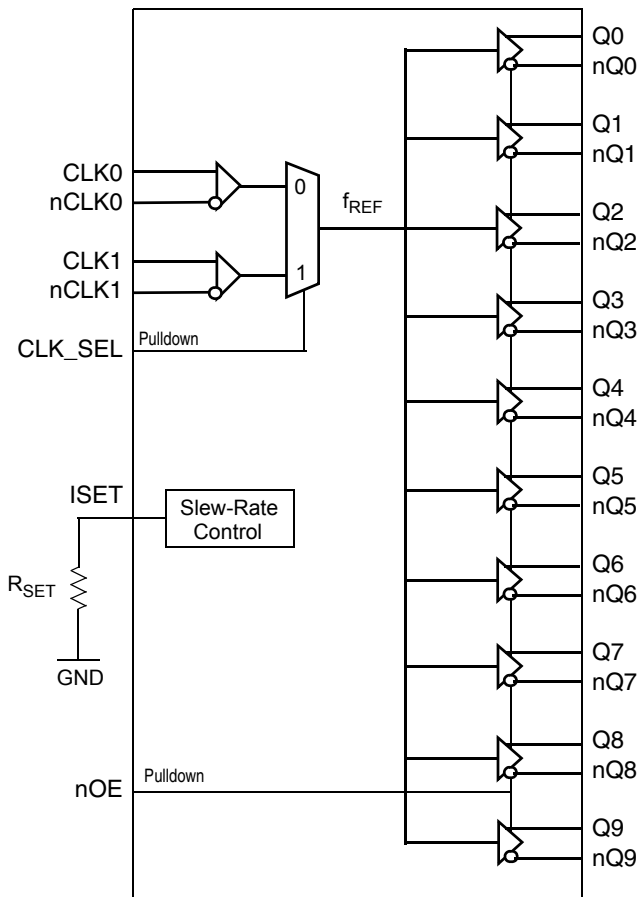 Q0
nQ0
Q1
nQ1
CLK0
nCLK0
0
f_REF
Q2
nQ2
CLK1
nCLK1
1
Q3
nQ3
CLK_SEL
Pulldown
Q4
nQ4
ISET
Slew-Rate
Control
Q5
nQ5
R_SET
Q6
nQ6
GND
Q7
nQ7
nOE
Pulldown
Q8
nQ8
Q9
nQ9